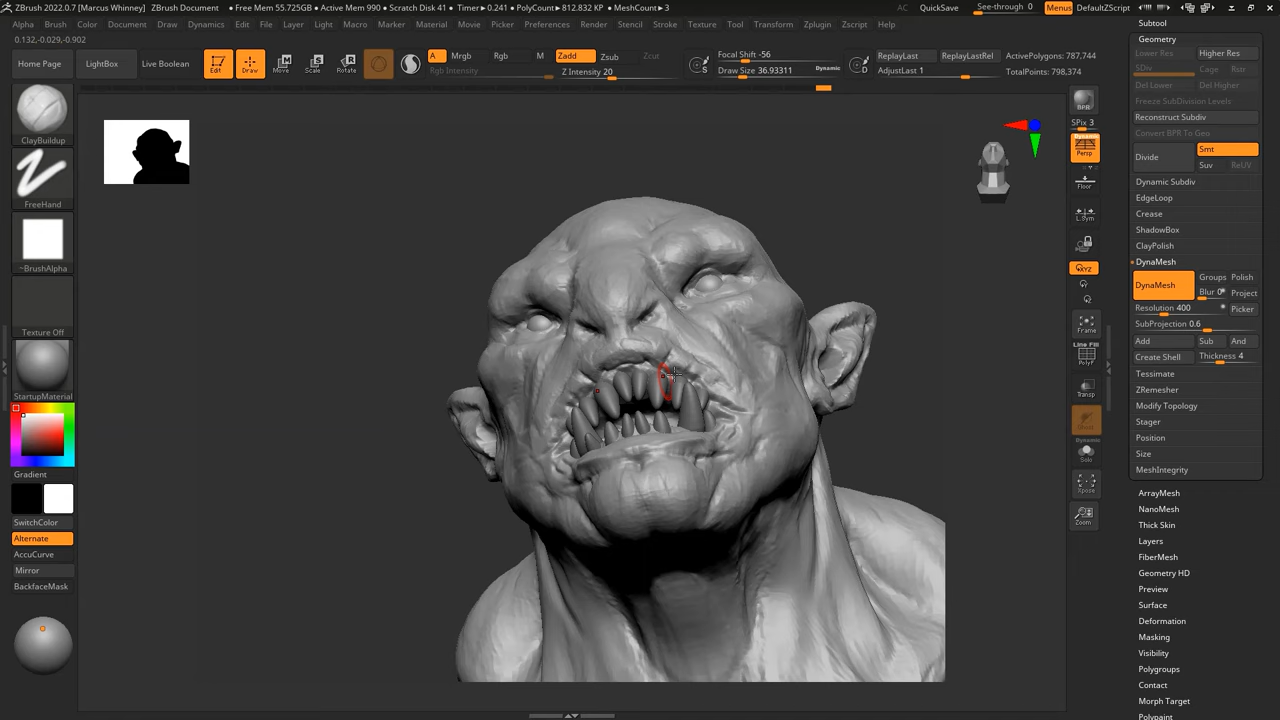 ZBrush 2022.0.7 [Marcus Whinney] ZBrush Document • Free Mem 55.725GB • Active Mem 990 • Scratch Disk 41 • Timer▸0.241 • PolyCount▸812.832 KP • MeshCount▸3 AC QuickSave See-through 0 Menus DefaultZScript
Alpha Brush Color Document Draw Dynamics Edit File Layer Light Macro Marker Material Movie Picker Preferences Render Stencil Stroke Texture Tool Transform Zplugin Zscript Help
0.132,-0.029,-0.902
Home Page LightBox Live Boolean Edit Draw Move Scale Rotate A Mrgb Rgb M Zadd Zsub Zcut
Rgb Intensity Z Intensity 20
Focal Shift -56 ReplayLast ReplayLastRel ActivePolygons: 787,744
Draw Size 36.93311 Dynamic AdjustLast 1 TotalPoints: 798,374
S
D
ClayBuildup
FreeHand
~BrushAlpha
Texture Off
StartupMaterial
Gradient
SwitchColor
Alternate
AccuCurve
Mirror
BackfaceMask
BPR
SPix 3
Dynamic
Persp
Floor
L.Sym
XYZ
Frame
Line Fill
PolyF
Transp
Dynamic
Solo
Xpose
Zoom
Subtool
Geometry
Lower Res Higher Res
SDiv Cage Rstr
Del Lower Del Higher
Freeze SubDivision Levels
Reconstruct Subdiv
Convert BPR To Geo
Divide Smt
Suv ReUV
Dynamic Subdiv
EdgeLoop
Crease
ShadowBox
ClayPolish
DynaMesh
DynaMesh Groups Polish
Blur 0 Project
Resolution 400 Picker
SubProjection 0.6
Add Sub And
Create Shell Thickness 4
Tessimate
ZRemesher
Modify Topology
Stager
Position
Size
MeshIntegrity
ArrayMesh
NanoMesh
Thick Skin
Layers
FiberMesh
Geometry HD
Preview
Surface
Deformation
Masking
Visibility
Polygroups
Contact
Morph Target
Polypaint